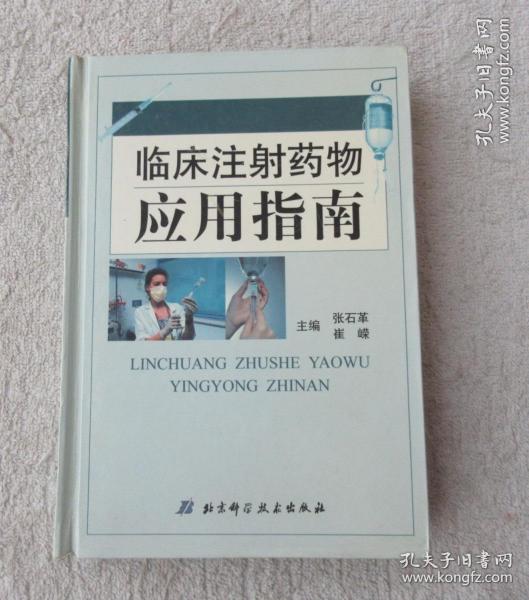 孔夫子旧书网
www.kongfz.com
临床注射药物
应用指南
主编 张石革
崔 嵘
LINCHUANG ZHUSHE YAOWU
YINGYONG ZHINAN
北京科学技术出版社
孔夫子旧书网
www.kongfz.com